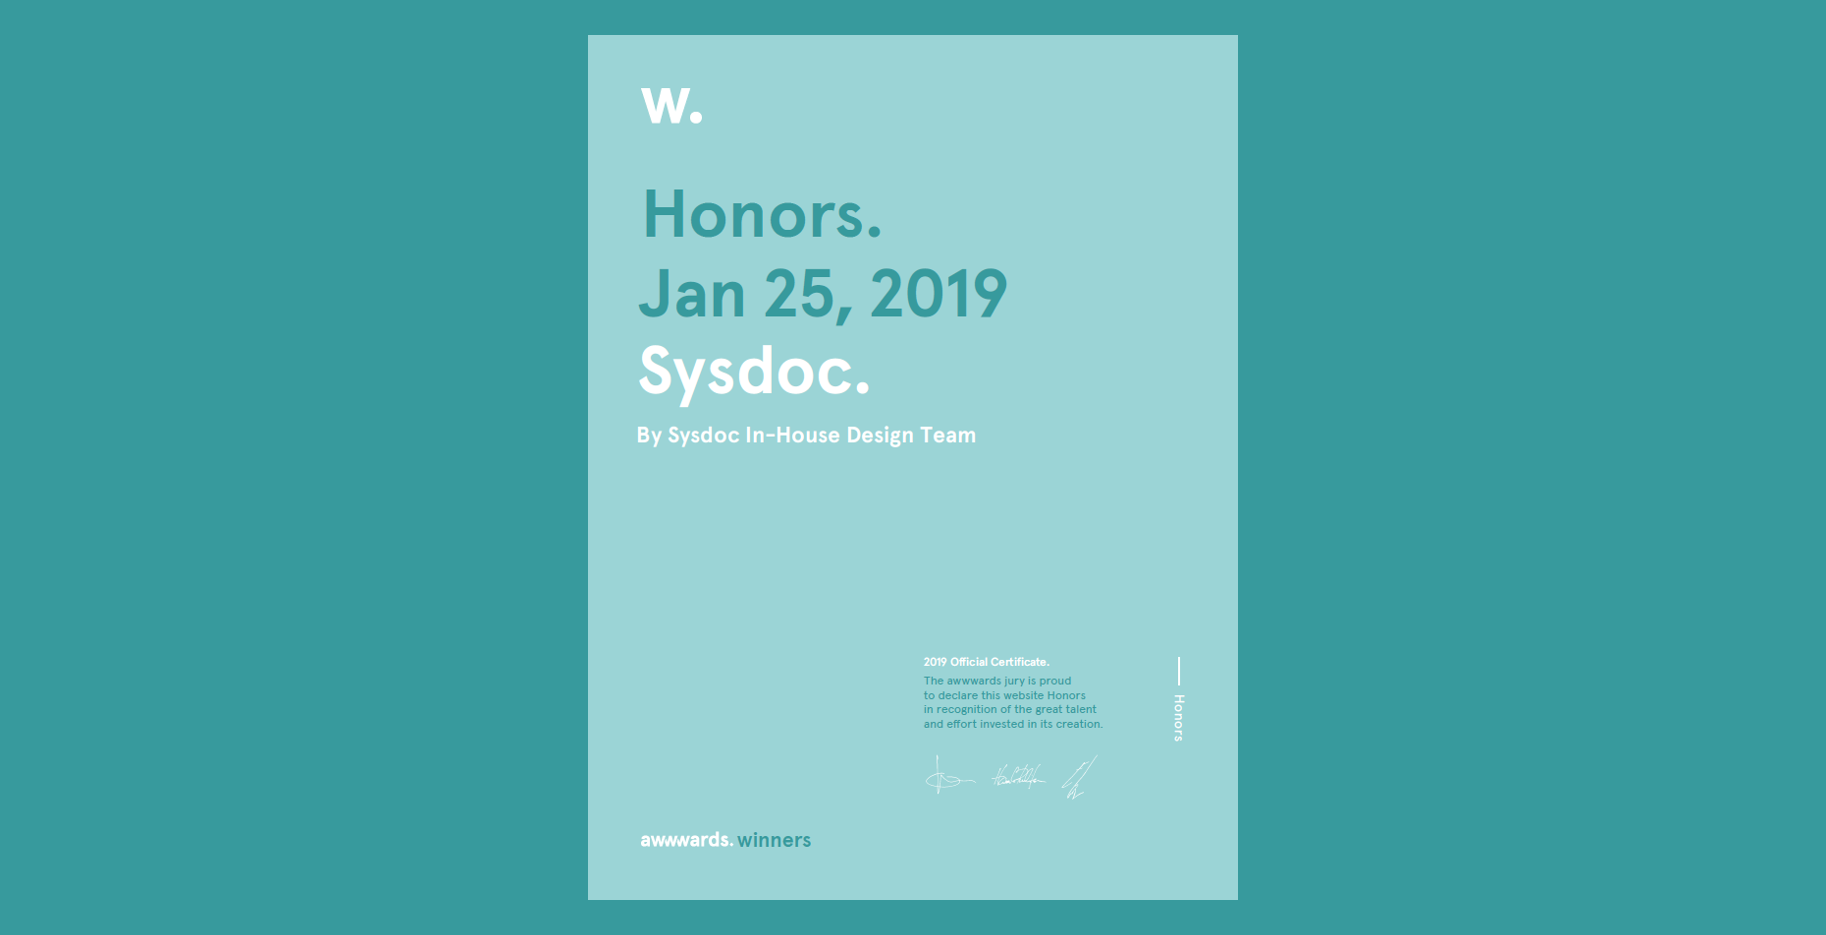 w.
Honors.
Jan 25, 2019
Sysdoc.
By Sysdoc In-House Design Team
2019 Official Certificate.
The awwwards jury is proud
to declare this website Honors
in recognition of the great talent
and effort invested in its creation.
Honors
awwwards. winners